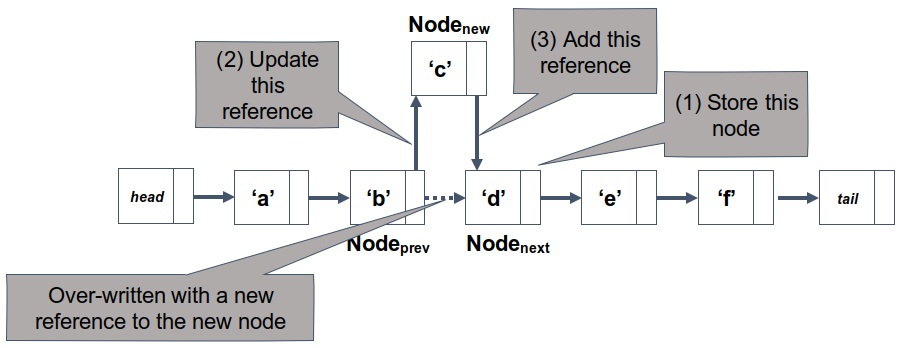 Node new
(2) Update
this
reference
‘c’
(3) Add this
reference
(1) Store this
node
head
‘a’
‘b’
‘d’
‘e’
‘f’
tail
Node prev
Node next
Over-written with a new
reference to the new node